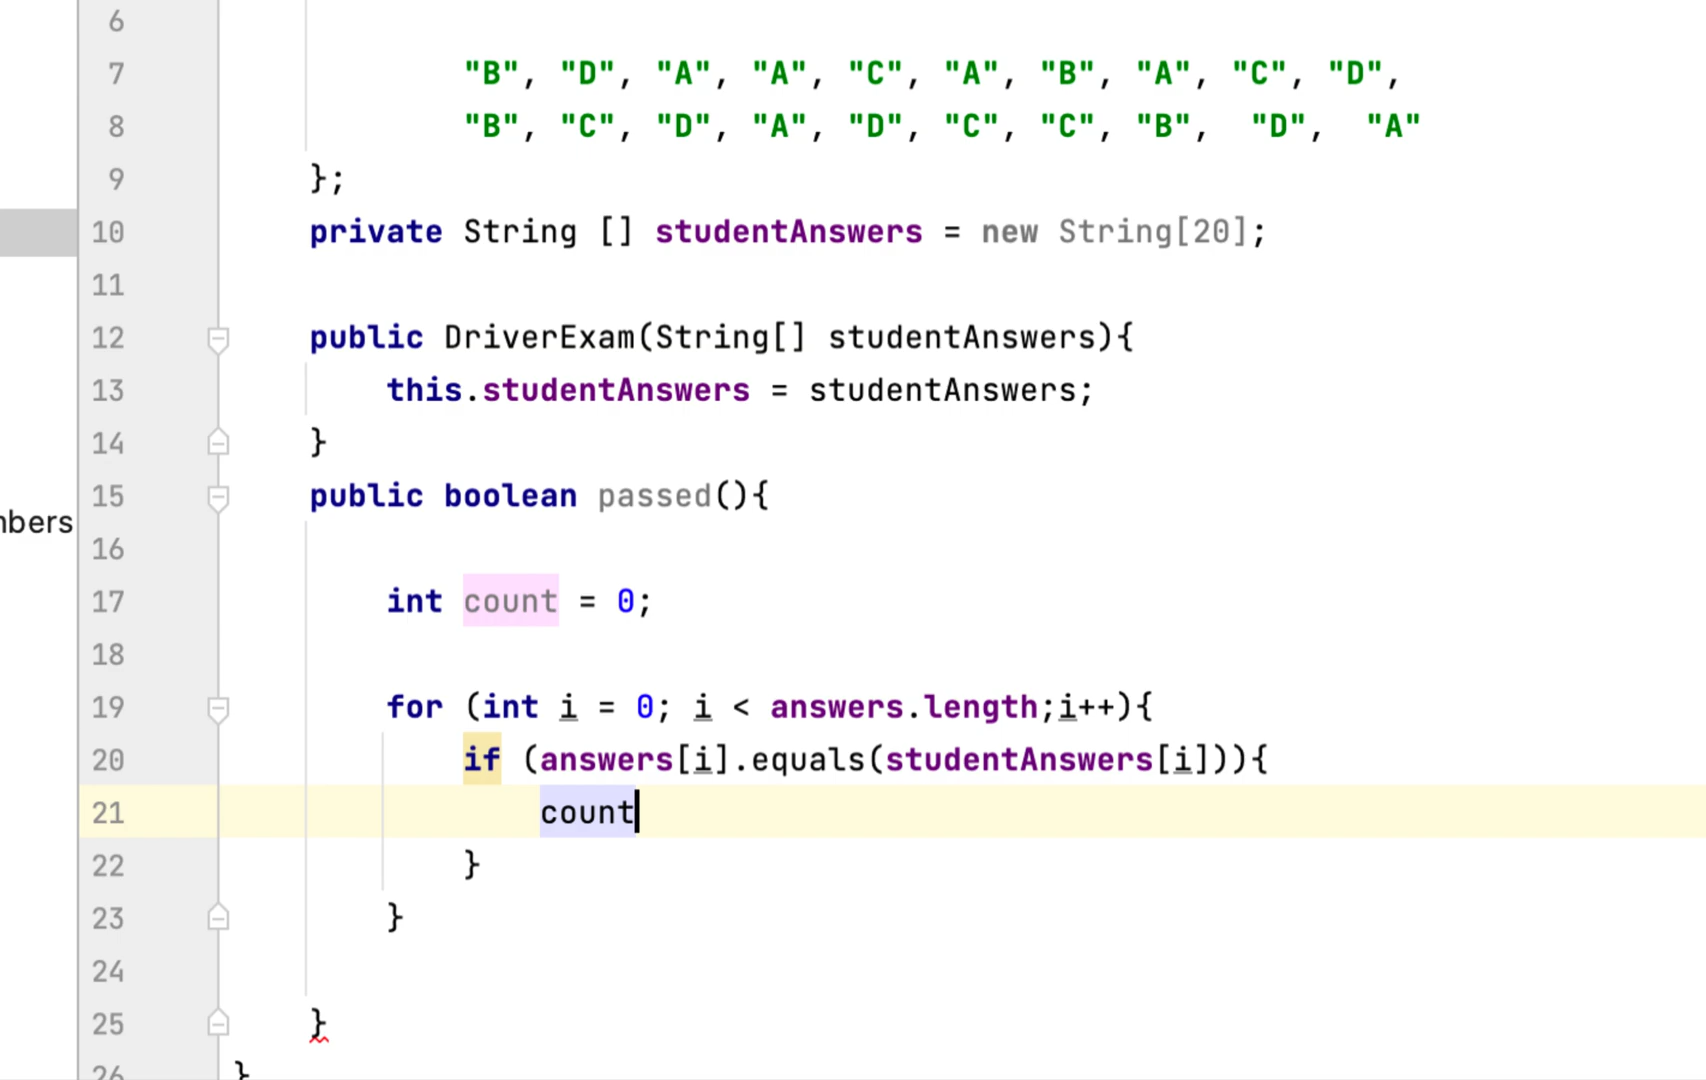 6
7 "B", "D", "A", "A", "C", "A", "B", "A", "C", "D",
8 "B", "C", "D", "A", "D", "C", "C", "B",  "D",  "A"
9 };
10 private String [] studentAnswers = new String[20];
11
12 public DriverExam(String[] studentAnswers){
13 this.studentAnswers = studentAnswers;
14 }
15 public boolean passed(){
mbers
16
17 int count = 0;
18
19 for (int i = 0; i < answers.length;i++){
20 if (answers[i].equals(studentAnswers[i])){
21 count
22 }
23 }
24
25 }
26 }